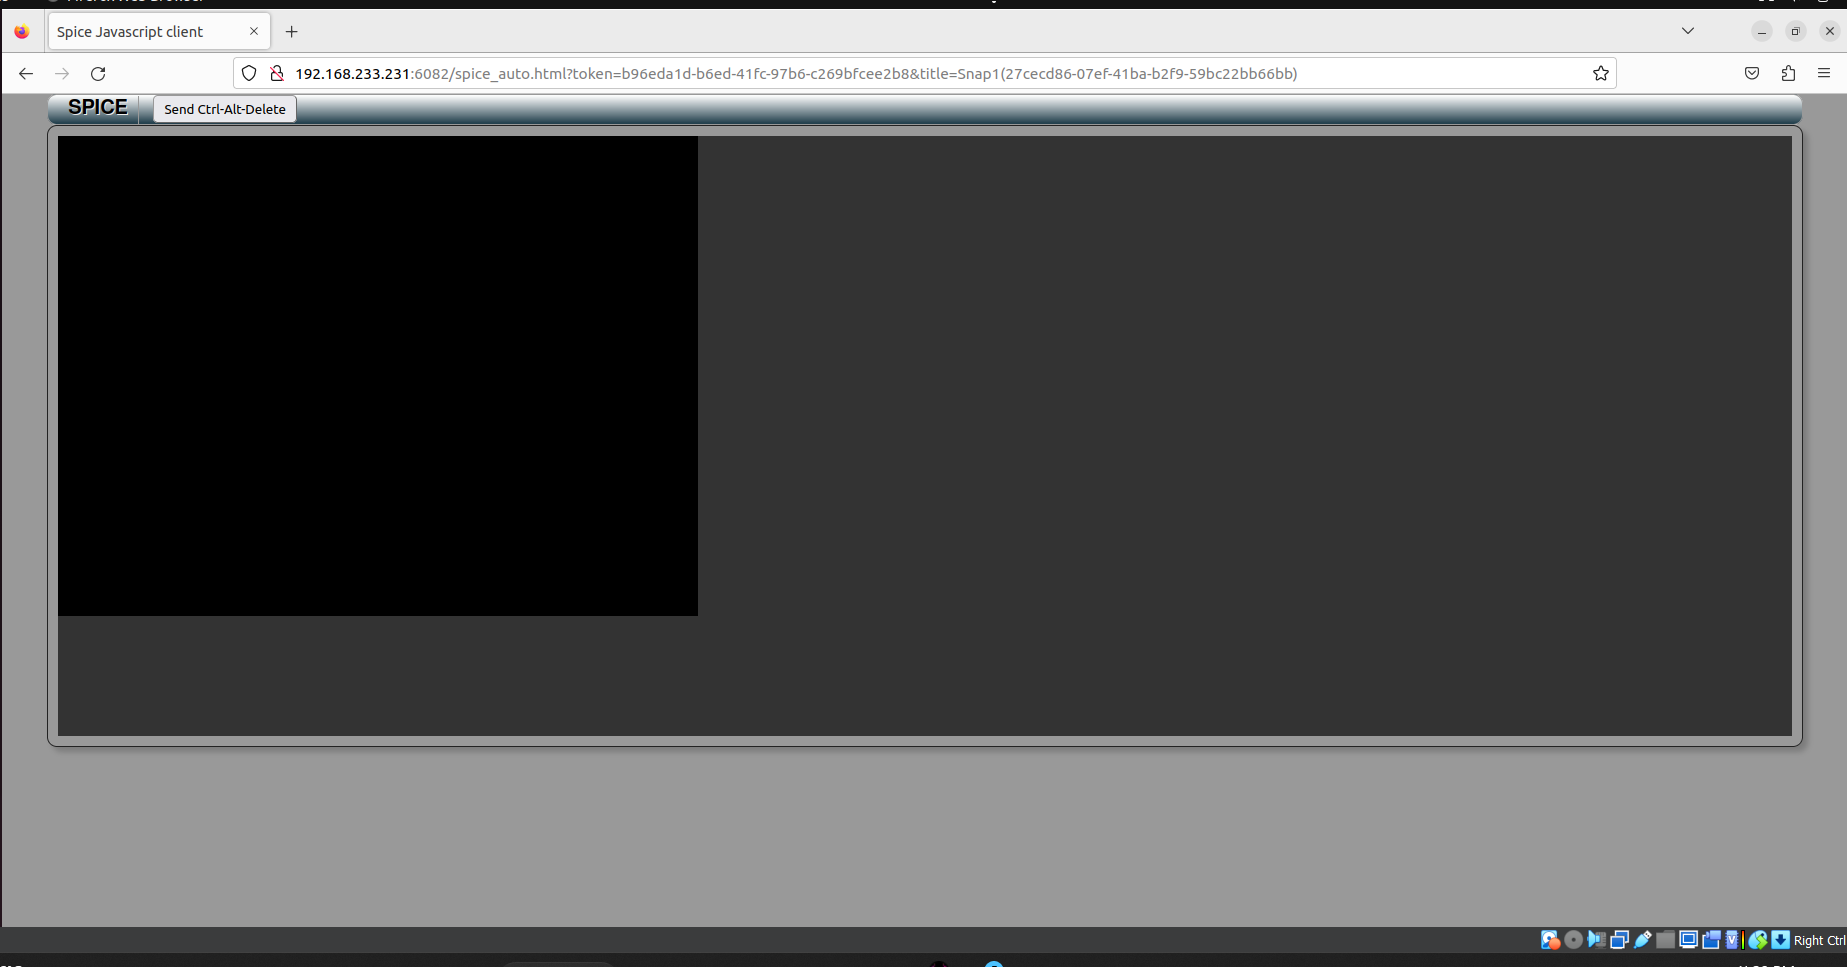 Spice Javascript client
192.168.233.231:6082/spice_auto.html?token=b96eda1d-b6ed-41fc-97b6-c269bfcee2b8&title=Snap1(27cecd86-07ef-41ba-b2f9-59bc22bb66bb)
SPICE
Send Ctrl-Alt-Delete
Right Ctrl